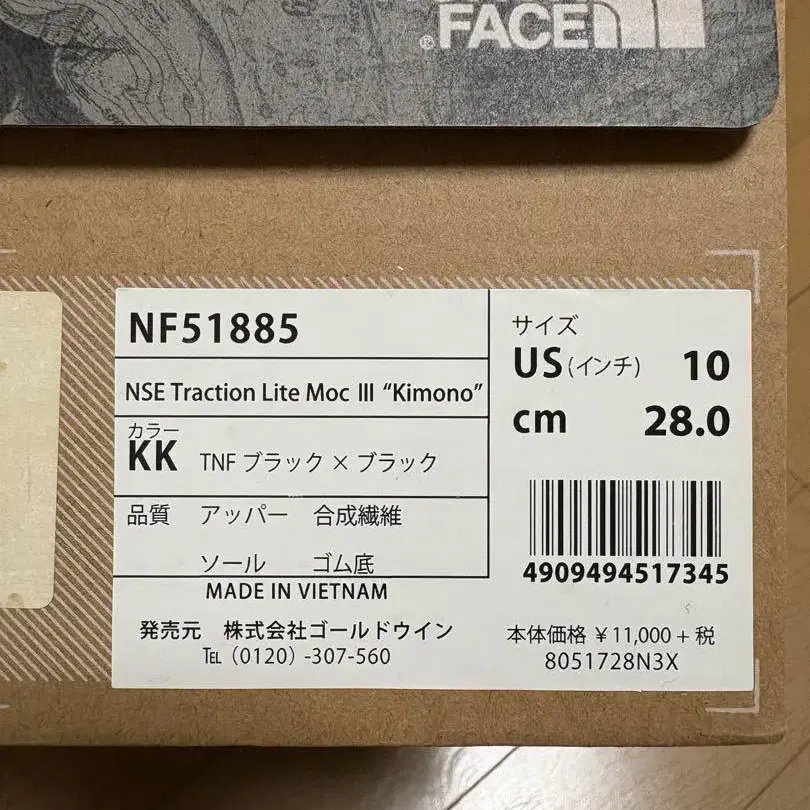 FACE
®
NF51885
NSE Traction Lite Moc Ⅲ “Kimono”
カラー
KK TNF ブラック × ブラック
品質 アッパー 合成繊維
ソール ゴム底
MADE IN VIETNAM
発売元 株式会社ゴールドウイン
℡（0120）-307-560
サイズ
US (インチ) 10
cm 28.0
4909494517345
本体価格 ￥11,000 + 税
8051728N3X